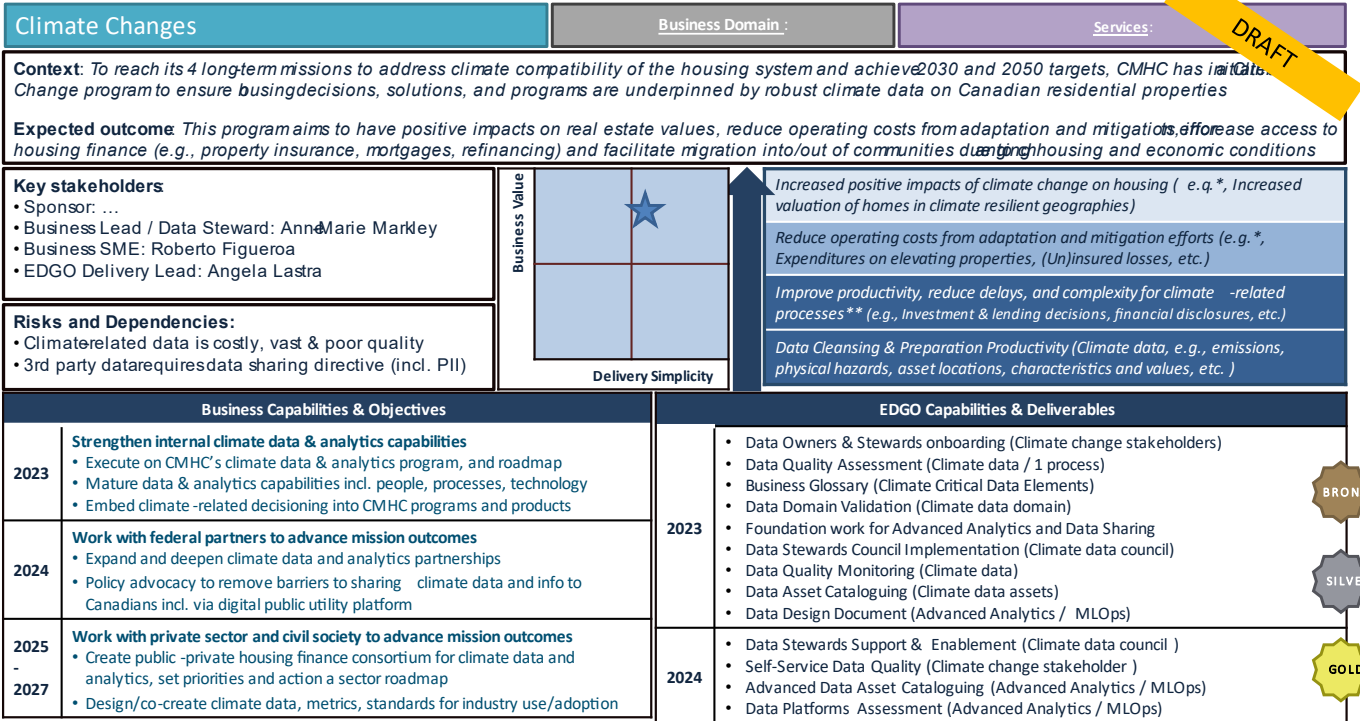 Climate Changes
Business Domain :
Services:
DRAFT
Context: To reach its 4 long-term missions to address climate compatibility of the housing system and achieve 2030 and 2050 targets, CMHC has
Change program to ensure busing decisions, solutions, and programs are underpinned by robust climate data on Canadian residential properties
Expected outcome: This program aims to have positive impacts on real estate values, reduce operating costs from adaptation and mitigation increase access to
housing finance (e.g., property insurance, mortgages, refinancing) and facilitate migration into/out of communities due housing and economic conditions
Key stakeholders:
• Sponsor: …
• Business Lead / Data Steward: Anne-Marie Markley
• Business SME: Roberto Figueroa
• EDGO Delivery Lead: Angela Lastra
Risks and Dependencies:
• Climate-related data is costly, vast & poor quality
• 3rd party data requires data sharing directive (incl. PII)
Business Value
Delivery Simplicity
Increased positive impacts of climate change on housing ( e.g.*, Increased
valuation of homes in climate resilient geographies)
Reduce operating costs from adaptation and mitigation efforts (e.g.*,
Expenditures on elevating properties, (Un)insured losses, etc.)
Improve productivity, reduce delays, and complexity for climate -related
processes** (e.g., Investment & lending decisions, financial disclosures, etc.)
Data Cleansing & Preparation Productivity (Climate data, e.g., emissions,
physical hazards, asset locations, characteristics and values, etc. )
Business Capabilities & Objectives
2023
Strengthen internal climate data & analytics capabilities
• Execute on CMHC's climate data & analytics program, and roadmap
• Mature data & analytics capabilities incl. people, processes, technology
• Embed climate -related decisioning into CMHC programs and products
2024
Work with federal partners to advance mission outcomes
• Expand and deepen climate data and analytics partnerships
• Policy advocacy to remove barriers to sharing climate data and info to
Canadians incl. via digital public utility platform
2025
-
2027
Work with private sector and civil society to advance mission outcomes
• Create public -private housing finance consortium for climate data and
analytics, set priorities and action a sector roadmap
• Design/co-create climate data, metrics, standards for industry use/adoption
EDGO Capabilities & Deliverables
2023
• Data Owners & Stewards onboarding (Climate change stakeholders)
• Data Quality Assessment (Climate data / 1 process)
• Business Glossary (Climate Critical Data Elements)
• Data Domain Validation (Climate data domain)
• Foundation work for Advanced Analytics and Data Sharing
• Data Stewards Council Implementation (Climate data council)
• Data Quality Monitoring (Climate data)
• Data Asset Cataloguing (Climate data assets)
• Data Design Document (Advanced Analytics / MLOps)
BRON
SILVE
2024
• Data Stewards Support & Enablement (Climate data council )
• Self-Service Data Quality (Climate change stakeholder )
• Advanced Data Asset Cataloguing (Advanced Analytics / MLOps)
• Data Platforms Assessment (Advanced Analytics / MLOps)
GOLD